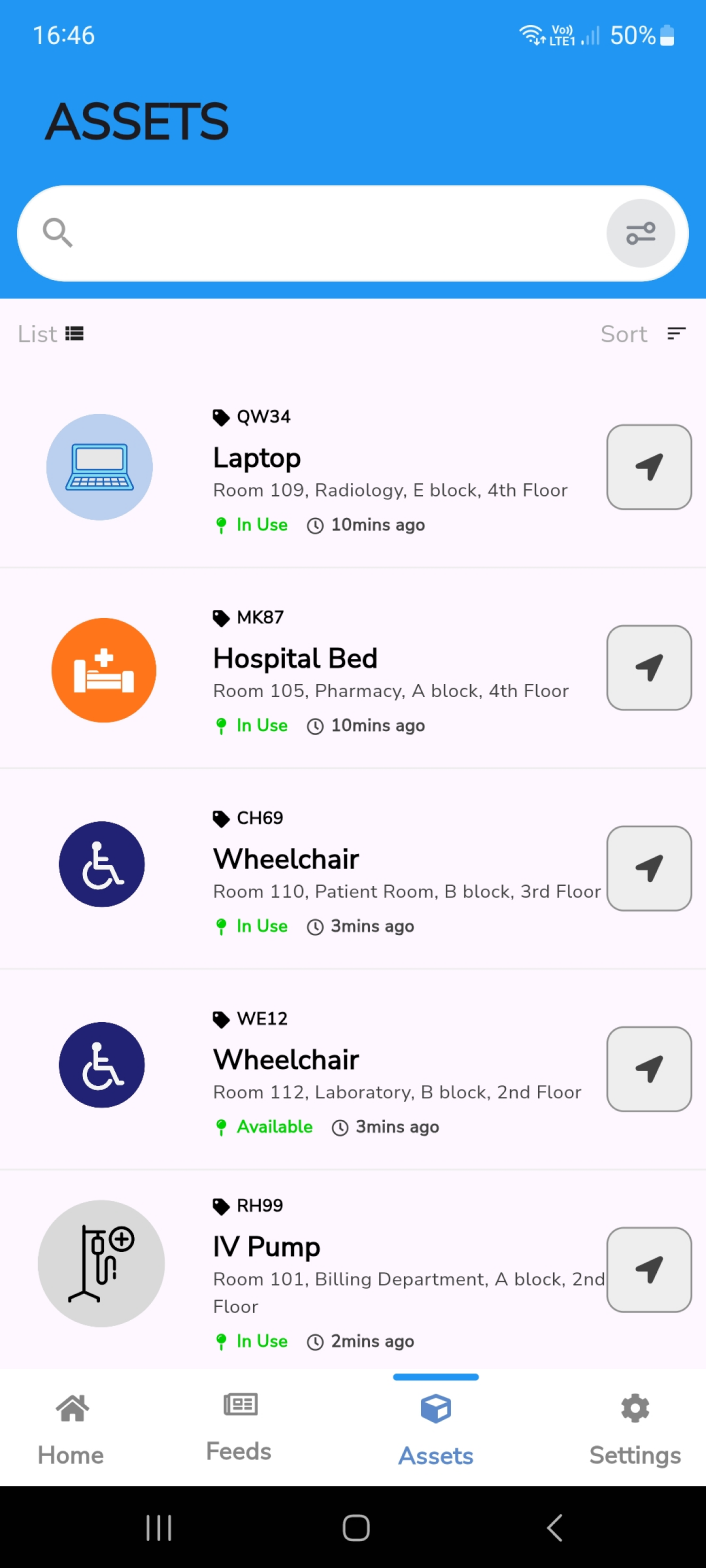 16:46 Vo)) LTE1 50%
ASSETS
List Sort
QW34
Laptop
Room 109, Radiology, E block, 4th Floor
In Use 10mins ago
MK87
Hospital Bed
Room 105, Pharmacy, A block, 4th Floor
In Use 10mins ago
CH69
Wheelchair
Room 110, Patient Room, B block, 3rd Floor
In Use 3mins ago
WE12
Wheelchair
Room 112, Laboratory, B block, 2nd Floor
Available 3mins ago
RH99
IV Pump
Room 101, Billing Department, A block, 2nd
Floor
In Use 2mins ago
Home Feeds Assets Settings